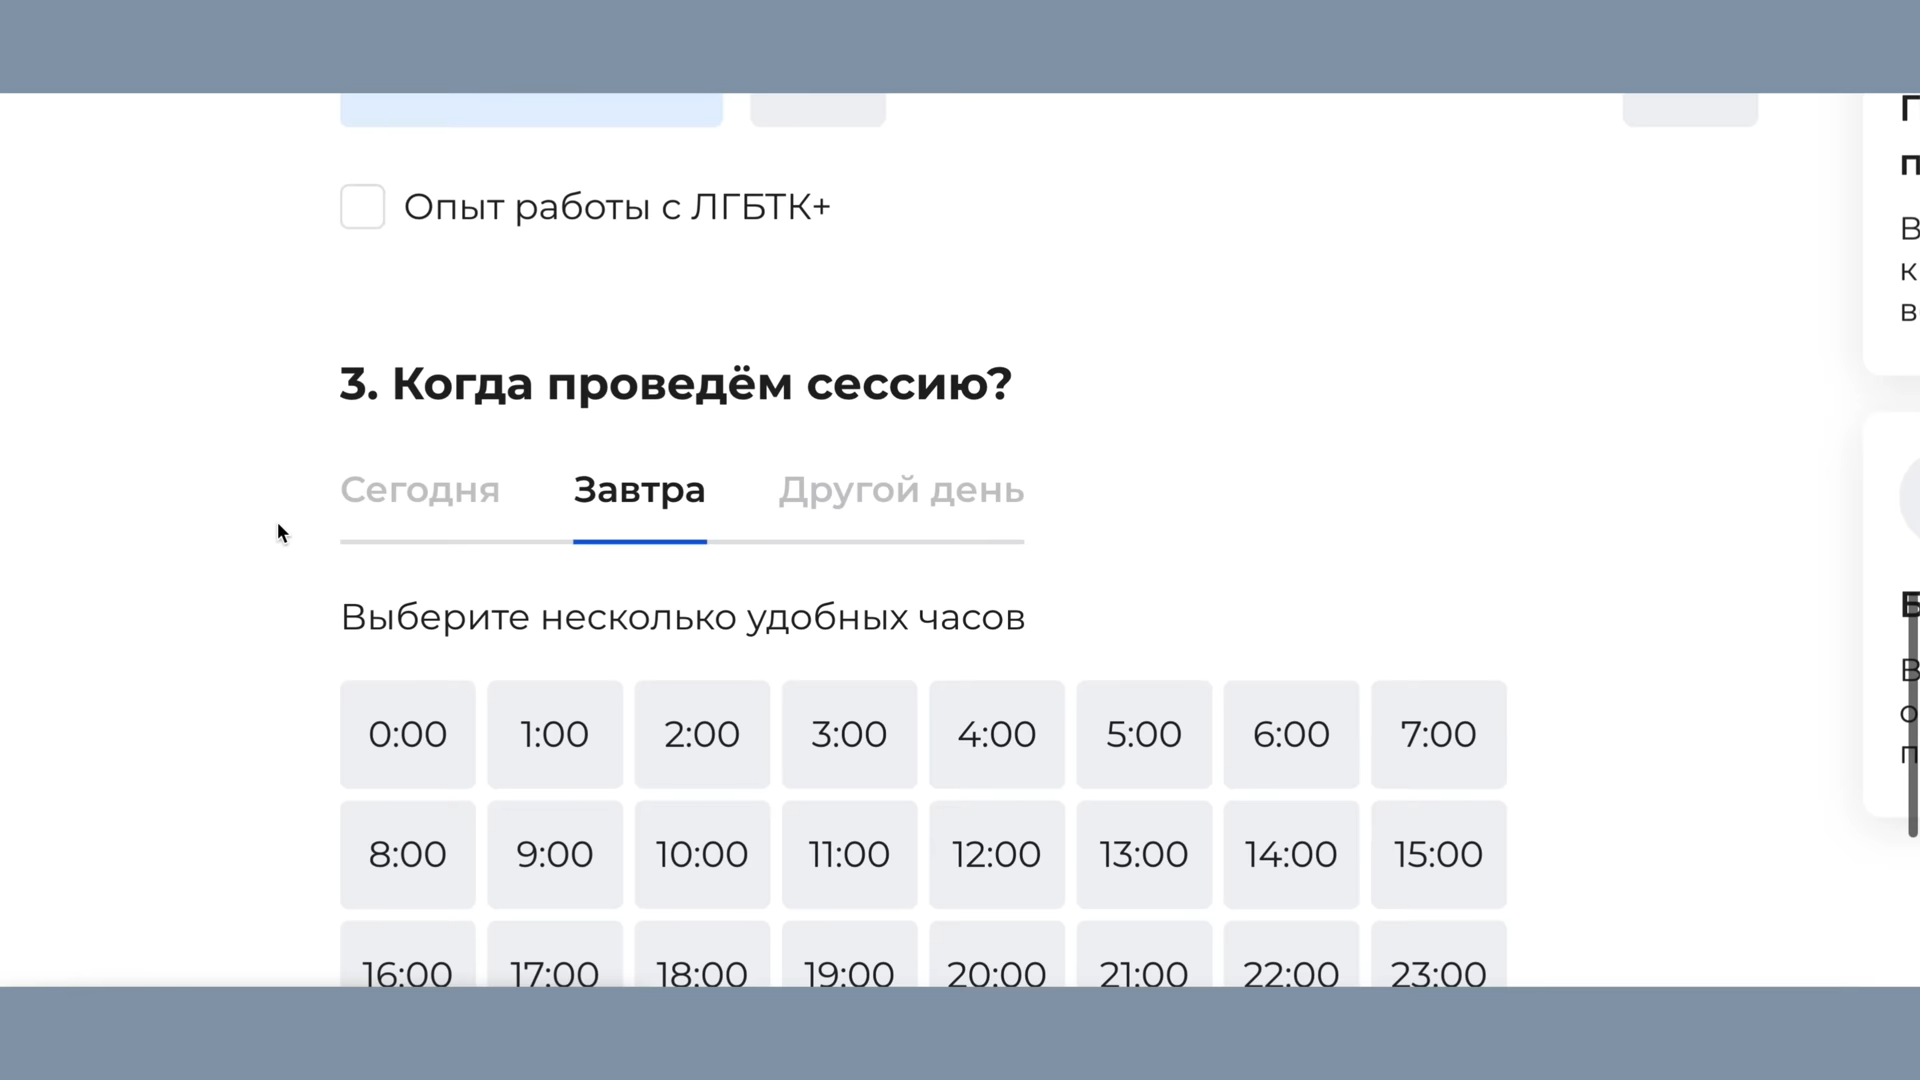 Опыт работы с ЛГБТК+
3. Когда проведём сессию?
Сегодня Завтра Другой день
Выберите несколько удобных часов
0:00 1:00 2:00 3:00 4:00 5:00 6:00 7:00
8:00 9:00 10:00 11:00 12:00 13:00 14:00 15:00
16:00 17:00 18:00 19:00 20:00 21:00 22:00 23:00